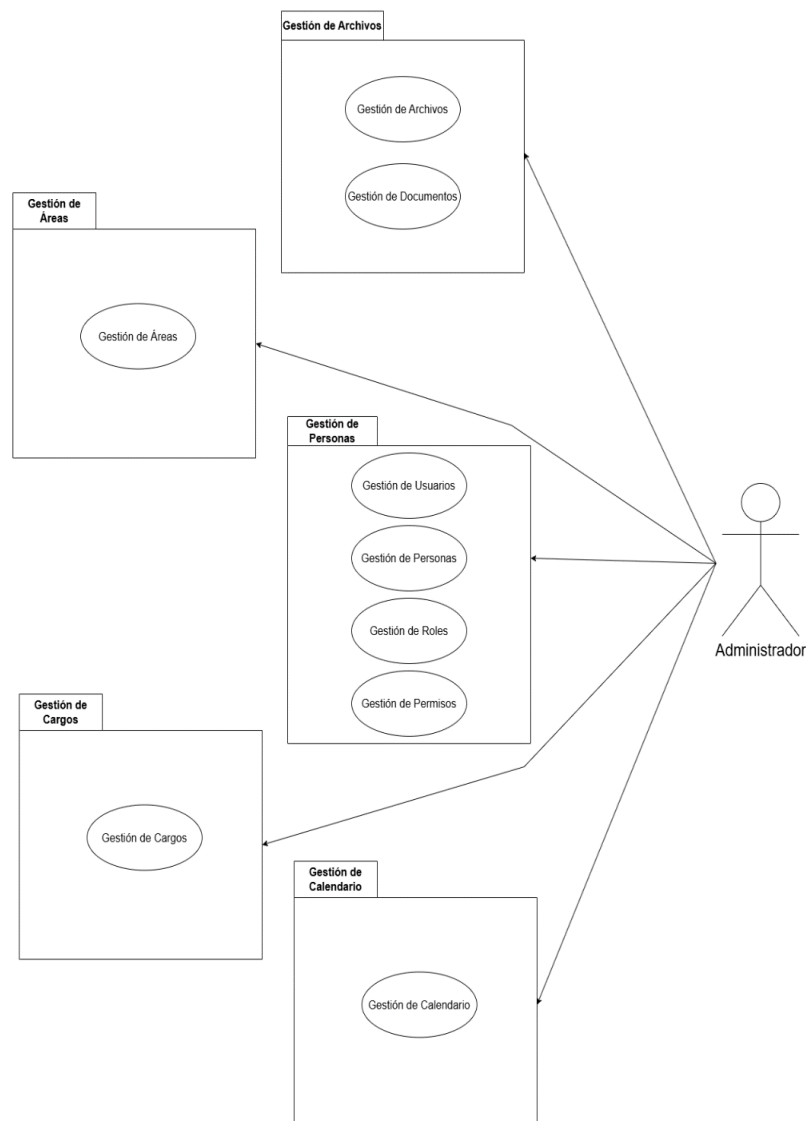 Gestión de Archivos
Gestión de Archivos
Gestión de Documentos
Gestión de
Áreas
Gestión de Áreas
Gestión de
Personas
Gestión de Usuarios
Gestión de Personas
Gestión de Roles
Gestión de Permisos
Administrador
Gestión de
Cargos
Gestión de Cargos
Gestión de
Calendario
Gestión de Calendario